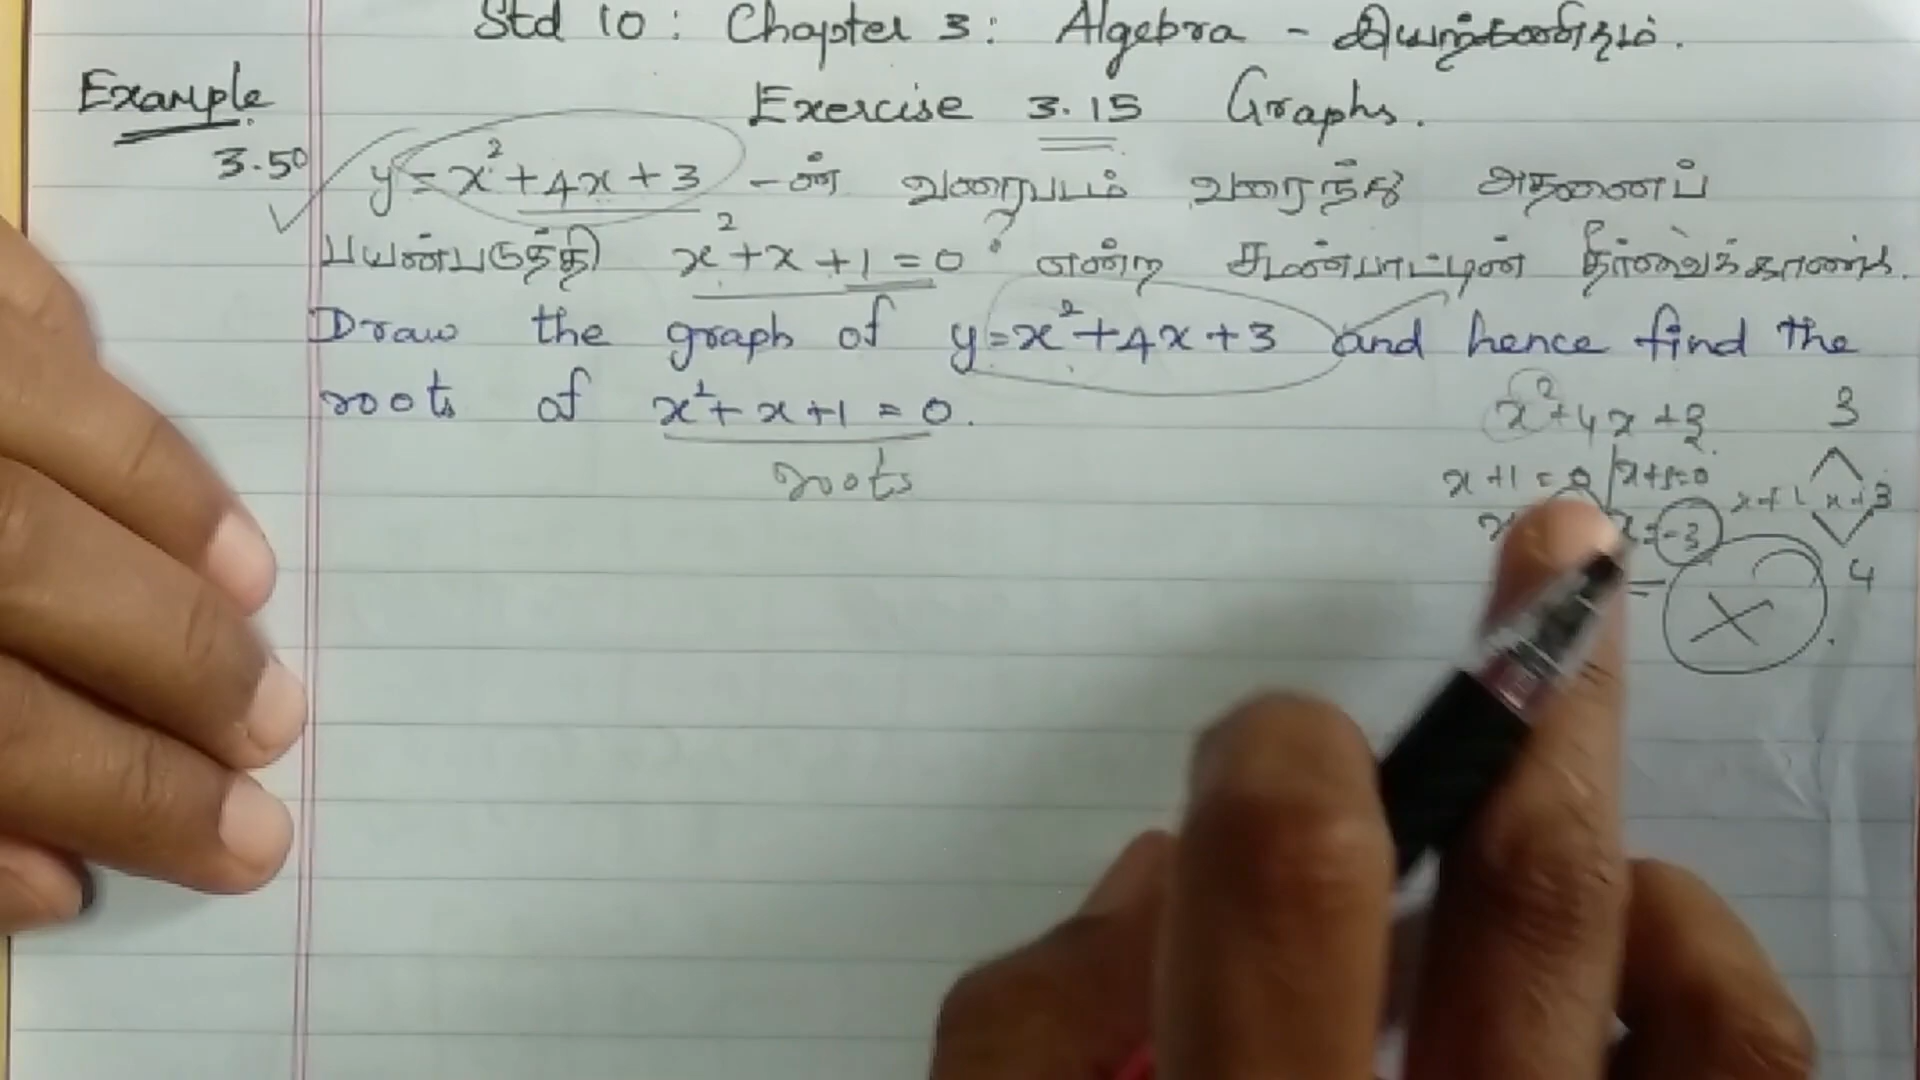 Std 10 : Chapter 3 : Algebra - இயற்கணிதம்.
Example
Exercise 3.15 Graphs.
3.50
y = x² + 4x + 3 -ன் வரைபடம் வரைந்து அதனைப்
பயன்படுத்தி x² + x + 1 = 0 என்ற சமன்பாட்டின் தீர்வைக்காண்க.
Draw the graph of y = x² + 4x + 3 and hence find the
roots of x² + x + 1 = 0.
roots
x² + 4x + 3
3
x + 1 = 0 | x + 3 = 0
x + 1 x + 3
x = -3
4